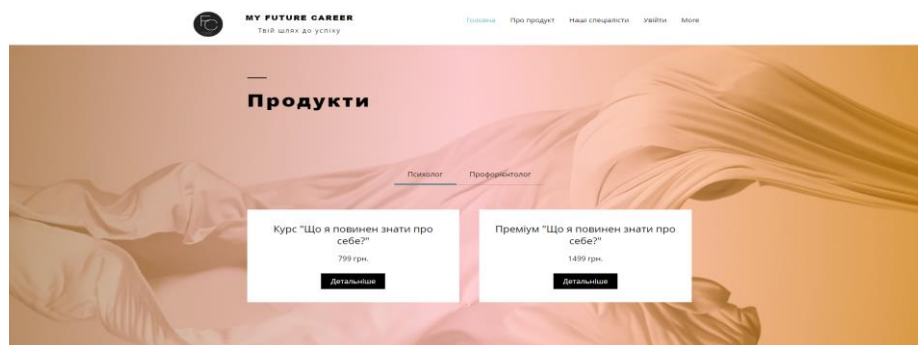 FC
MY FUTURE CAREER
Твій шлях до успіху
Головна Про продукт Наші спеціалісти Увійти More
Продукти
Психолог Профорієнтолог
Курс "Що я повинен знати про
себе?"
799 грн.
Детальніше
Преміум "Що я повинен знати про
себе?"
1499 грн.
Детальніше